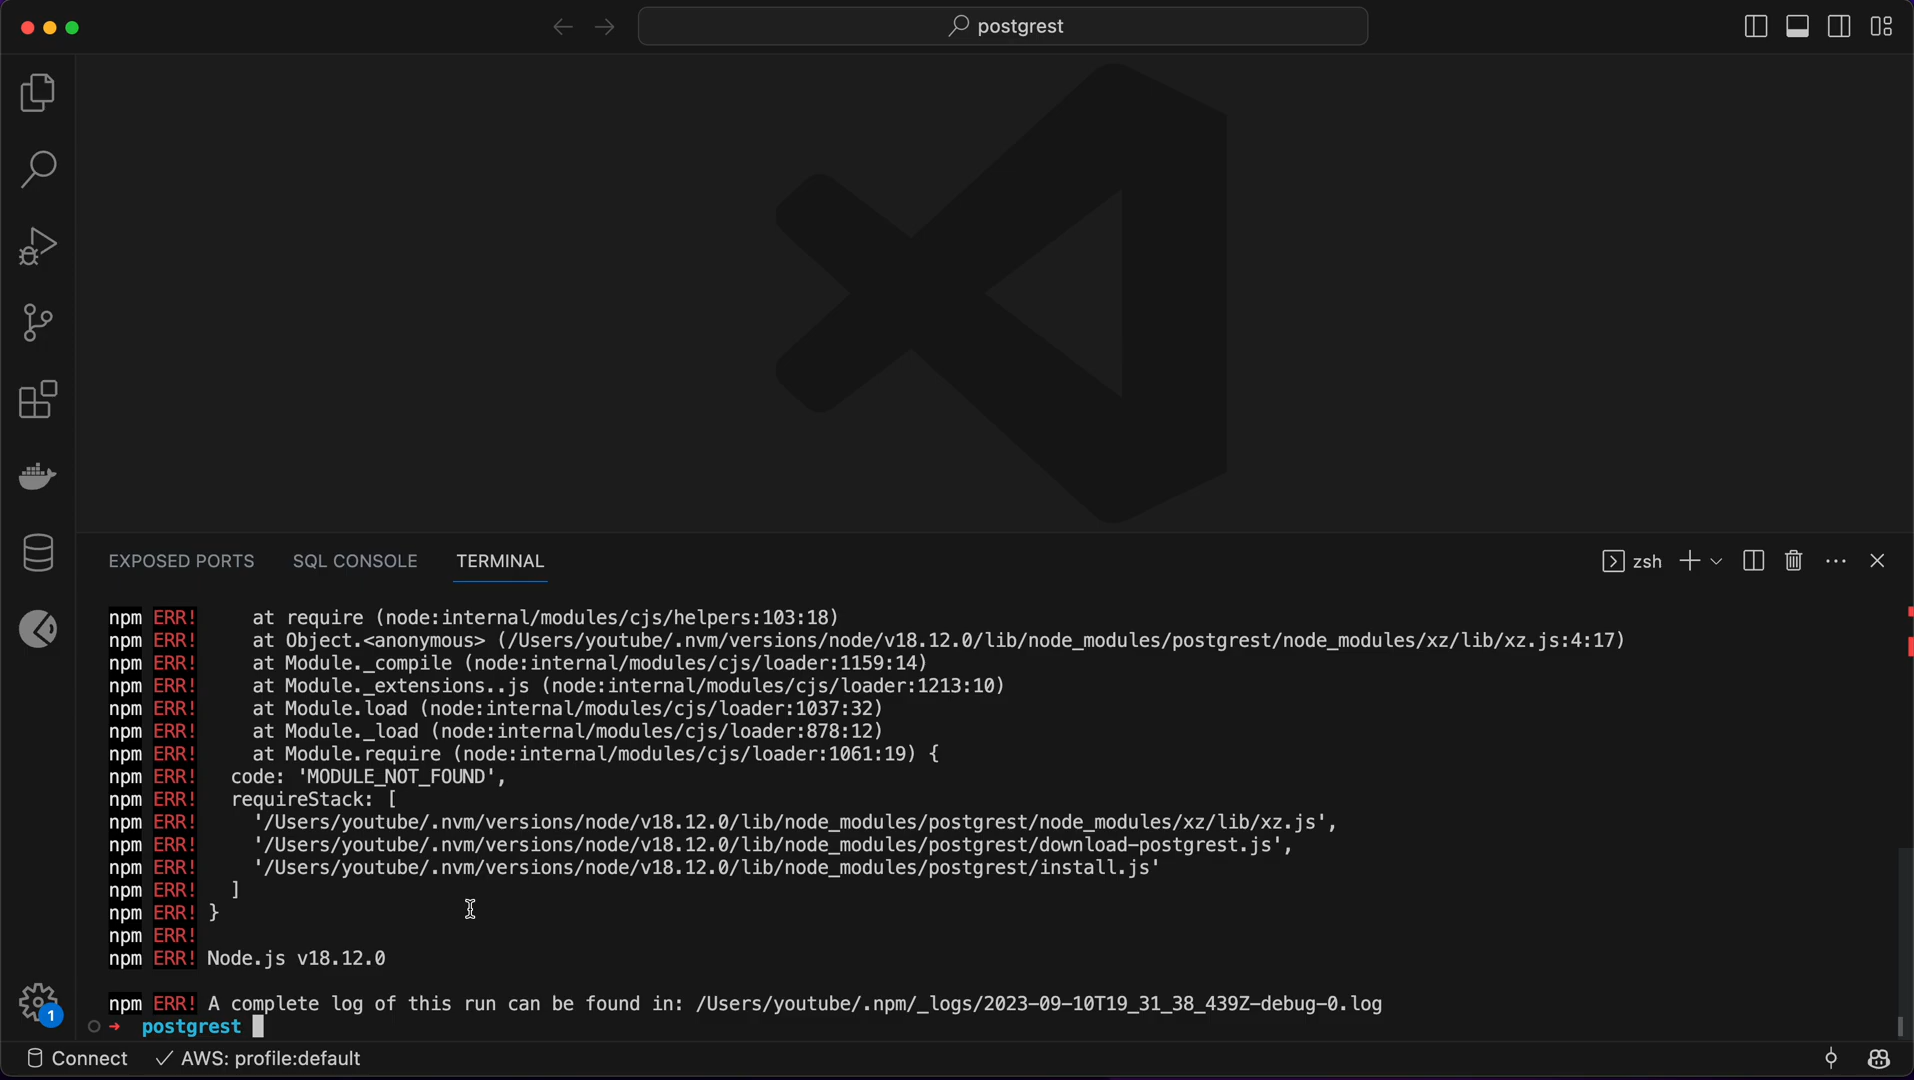 postgrest
EXPOSED PORTS
SQL CONSOLE
TERMINAL
zsh
npm ERR!     at require (node:internal/modules/cjs/helpers:103:18)
npm ERR!     at Object.<anonymous> (/Users/youtube/.nvm/versions/node/v18.12.0/lib/node_modules/postgrest/node_modules/xz/lib/xz.js:4:17)
npm ERR!     at Module._compile (node:internal/modules/cjs/loader:1159:14)
npm ERR!     at Module._extensions..js (node:internal/modules/cjs/loader:1213:10)
npm ERR!     at Module.load (node:internal/modules/cjs/loader:1037:32)
npm ERR!     at Module._load (node:internal/modules/cjs/loader:878:12)
npm ERR!     at Module.require (node:internal/modules/cjs/loader:1061:19) {
npm ERR!   code: 'MODULE_NOT_FOUND',
npm ERR!   requireStack: [
npm ERR!     '/Users/youtube/.nvm/versions/node/v18.12.0/lib/node_modules/postgrest/node_modules/xz/lib/xz.js',
npm ERR!     '/Users/youtube/.nvm/versions/node/v18.12.0/lib/node_modules/postgrest/download-postgrest.js',
npm ERR!     '/Users/youtube/.nvm/versions/node/v18.12.0/lib/node_modules/postgrest/install.js'
npm ERR!   ]
npm ERR! }
npm ERR!
npm ERR! Node.js v18.12.0
npm ERR! A complete log of this run can be found in: /Users/youtube/.npm/_logs/2023-09-10T19_31_38_439Z-debug-0.log
➜  postgrest
1
Connect
AWS: profile:default